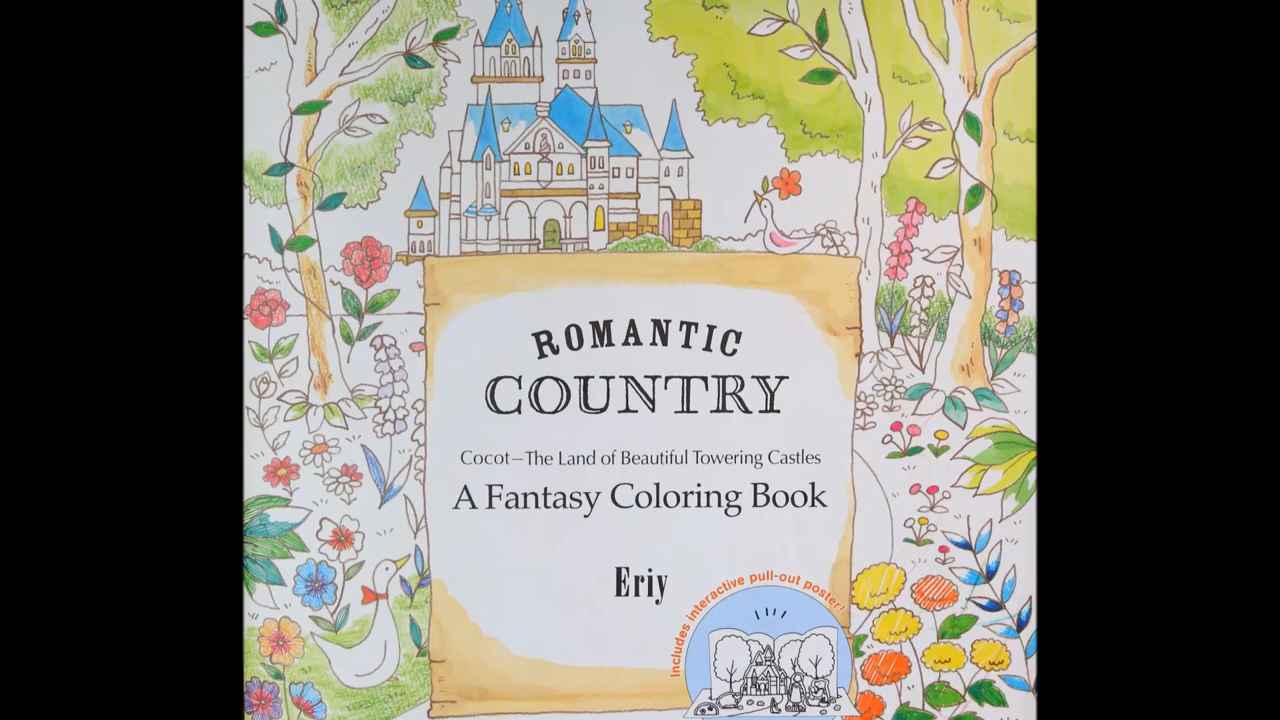 ROMANTIC
COUNTRY
Cocot—The Land of Beautiful Towering Castles
A Fantasy Coloring Book
Eriy
Includes interactive pull-out poster!